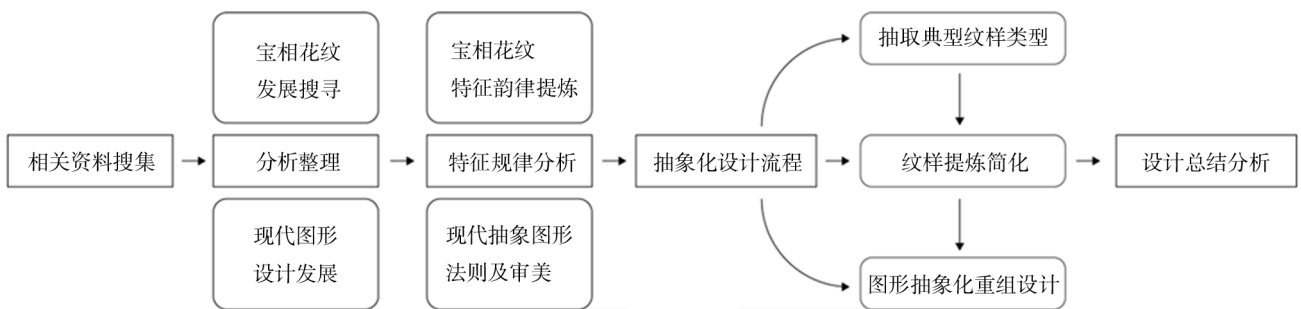 相关资料搜集
宝相花纹
发展搜寻
分析整理
现代图形
设计发展
宝相花纹
特征韵律提炼
特征规律分析
现代抽象图形
法则及审美
抽象化设计流程
抽取典型纹样类型
纹样提炼简化
图形抽象化重组设计
设计总结分析